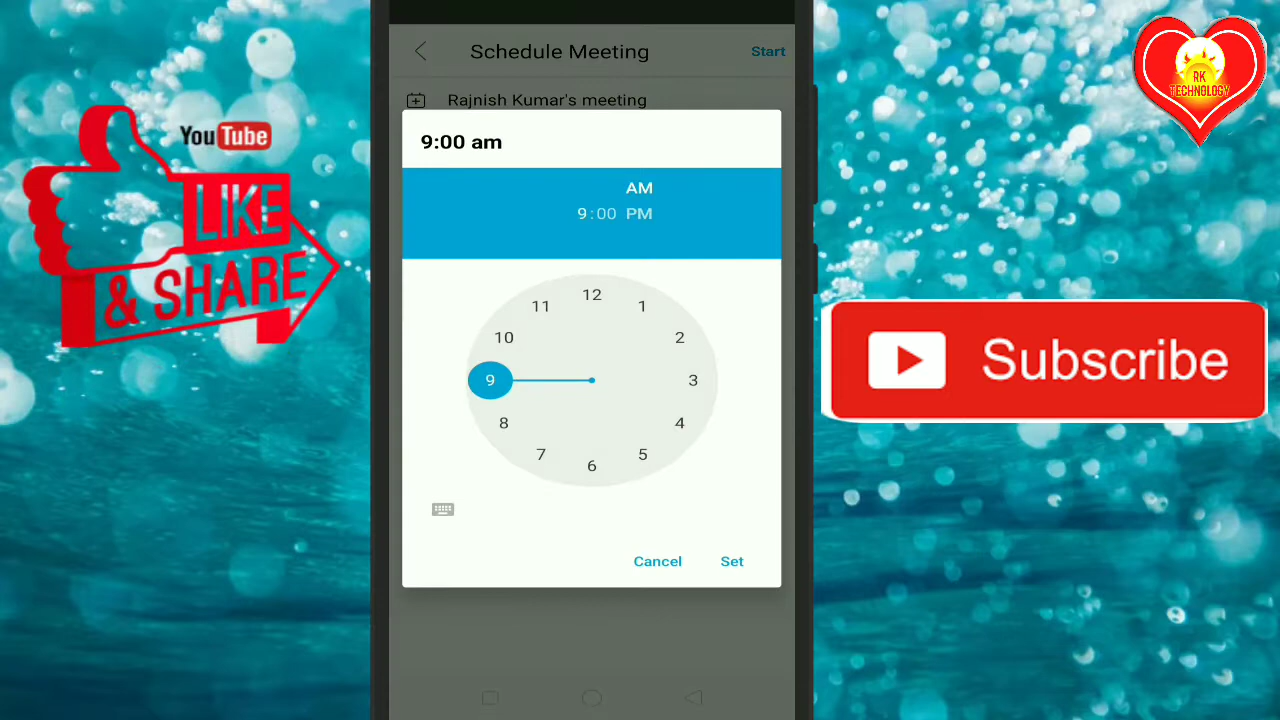 Schedule Meeting
Start
Rajnish Kumar's meeting
9:00 am
AM
9:00 PM
12
11
1
10
2
9
3
8
4
7
5
6
Cancel
Set
YouTube
LIKE
& SHARE
RK
TECHNOLOGY
Subscribe